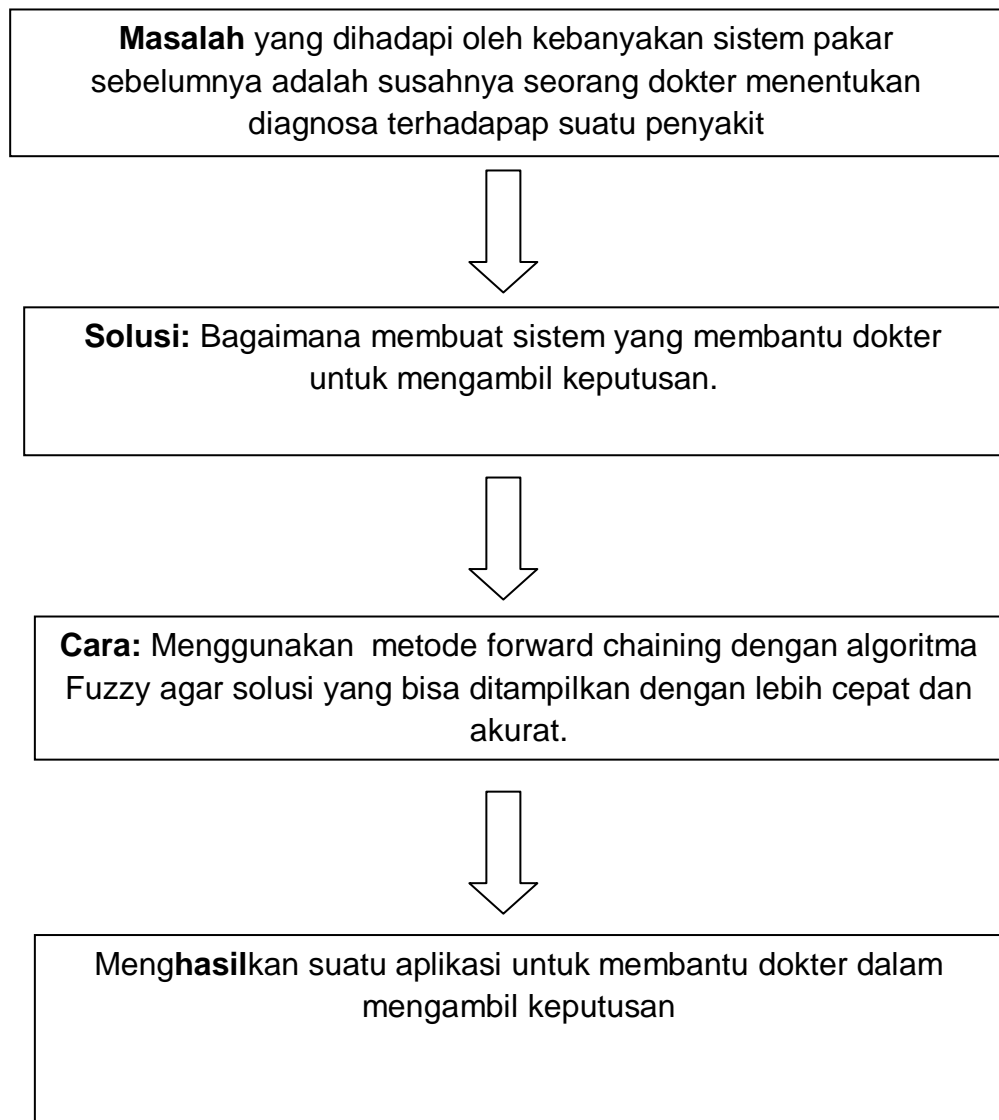 Masalah yang dihadapi oleh kebanyakan sistem pakar
sebelumnya adalah susahnya seorang dokter menentukan
diagnosa terhadapap suatu penyakit
Solusi: Bagaimana membuat sistem yang membantu dokter
untuk mengambil keputusan.
Cara: Menggunakan metode forward chaining dengan algoritma
Fuzzy agar solusi yang bisa ditampilkan dengan lebih cepat dan
akurat.
Menghasilkan suatu aplikasi untuk membantu dokter dalam
mengambil keputusan